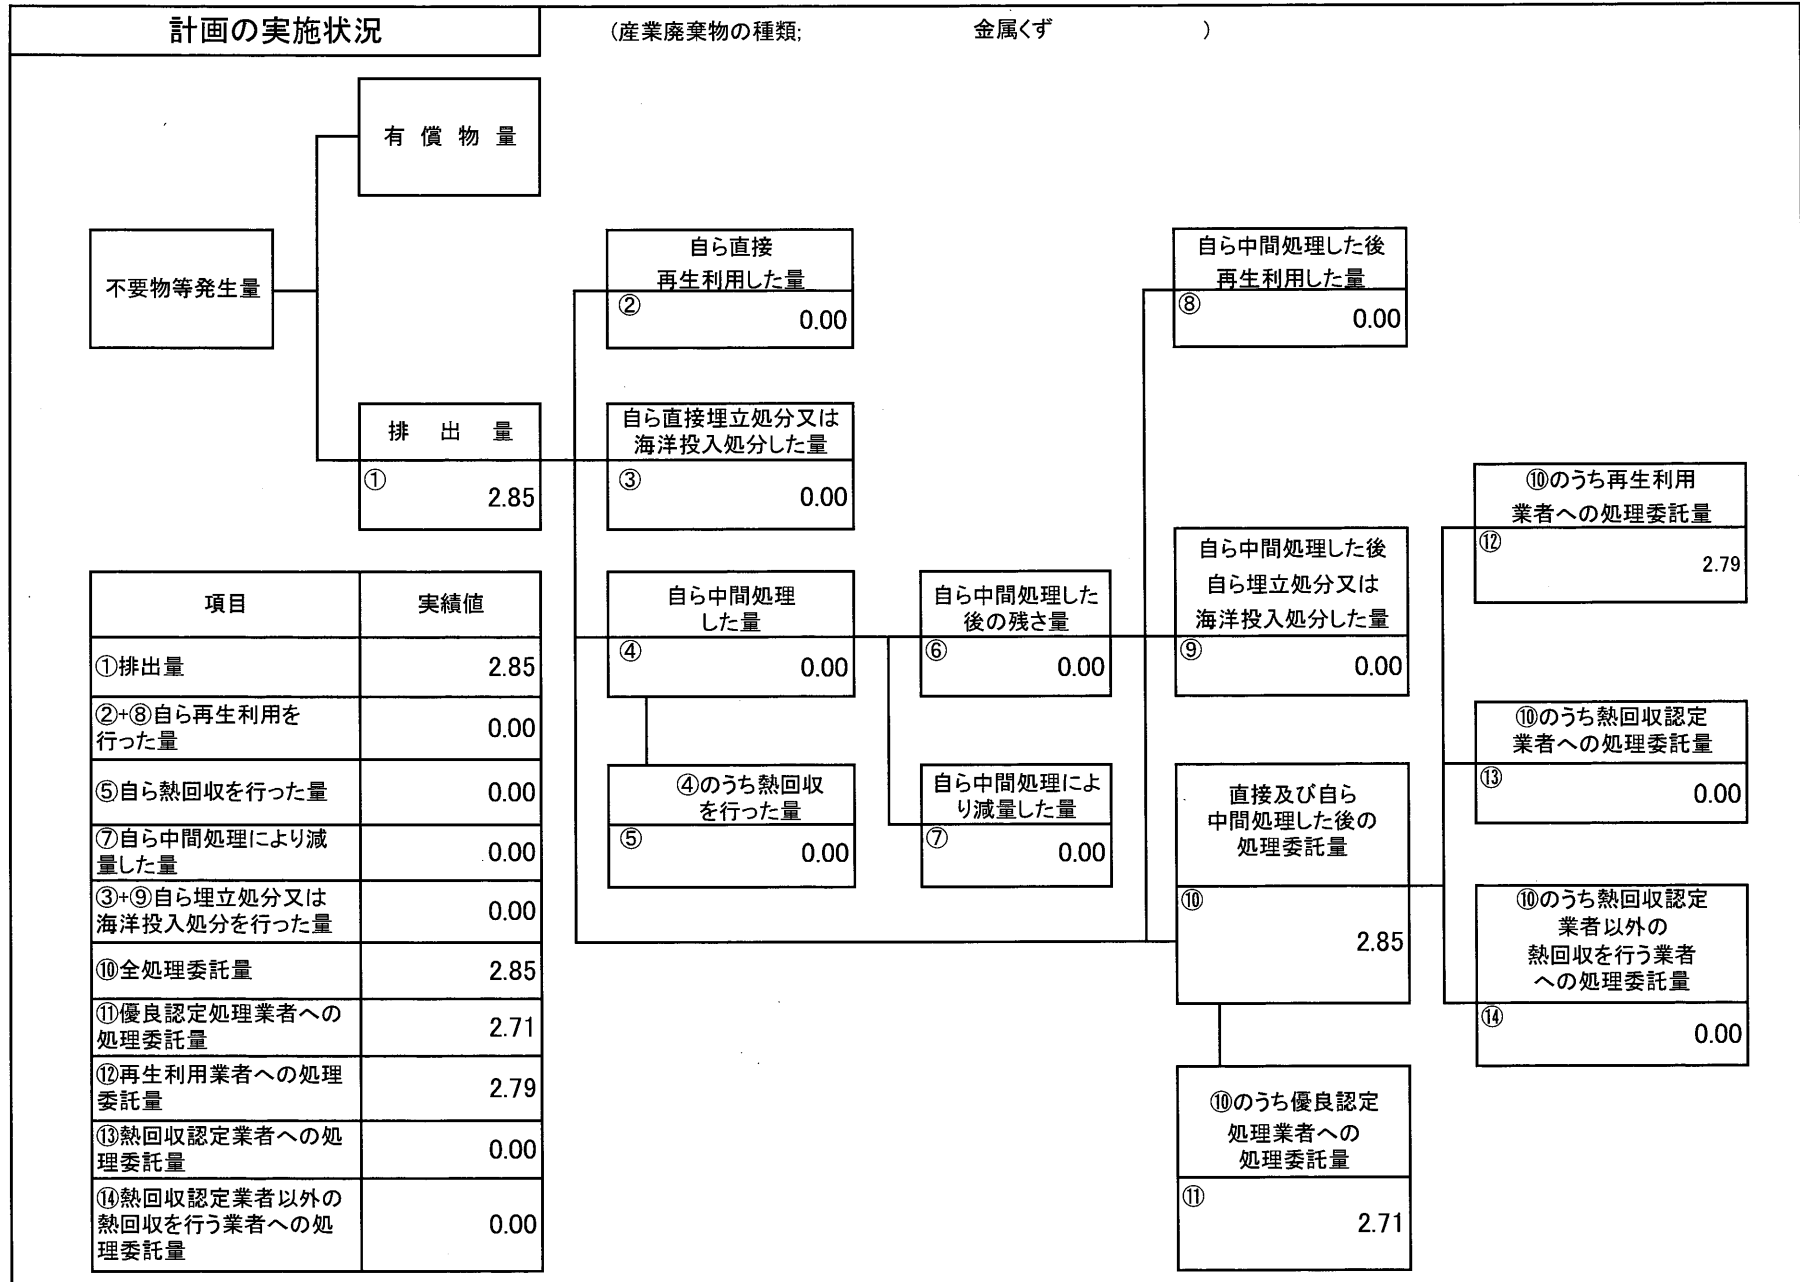 計画の実施状況
(産業廃棄物の種類; 金属くず )
有 償 物 量
不要物等発生量
自ら直接
再生利用した量
②
0.00
自ら中間処理した後
再生利用した量
⑧
0.00
排 出 量
①
2.85
自ら直接埋立処分又は
海洋投入処分した量
③
0.00
⑩のうち再生利用
業者への処理委託量
⑫
2.79
自ら中間処理
した量
④
0.00
自ら中間処理した
後の残さ量
⑥
0.00
自ら中間処理した後
自ら埋立処分又は
海洋投入処分した量
⑨
0.00
⑩のうち熱回収認定
業者への処理委託量
⑬
0.00
④のうち熱回収
を行った量
⑤
0.00
自ら中間処理によ
り減量した量
⑦
0.00
直接及び自ら
中間処理した後の
処理委託量
⑩
2.85
⑩のうち熱回収認定
業者以外の
熱回収を行う業者
への処理委託量
⑭
0.00
⑩のうち優良認定
処理業者への
処理委託量
⑪
2.71
項目 実績値
①排出量 2.85
②+⑧自ら再生利用を
行った量 0.00
⑤自ら熱回収を行った量 0.00
⑦自ら中間処理により減
量した量 0.00
③+⑨自ら埋立処分又は
海洋投入処分を行った量 0.00
⑩全処理委託量 2.85
⑪優良認定処理業者への
処理委託量 2.71
⑫再生利用業者への処理
委託量 2.79
⑬熱回収認定業者への処
理委託量 0.00
⑭熱回収認定業者以外の
熱回収を行う業者への処
理委託量 0.00